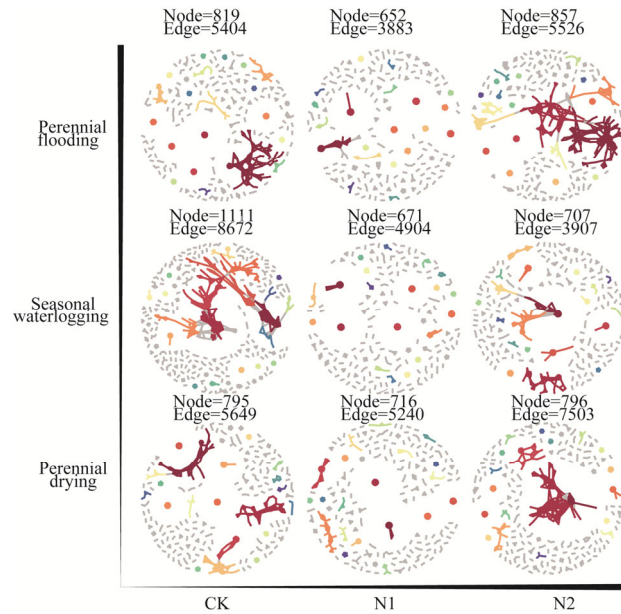 Node=819
Edge=5404
Node=652
Edge=3883
Node=857
Edge=5526
Perennial
flooding
Node=1111
Edge=8672
Node=671
Edge=4904
Node=707
Edge=3907
Seasonal
waterlogging
Node=795
Edge=5649
Node=716
Edge=5240
Node=796
Edge=7503
Perennial
drying
CK
N1
N2